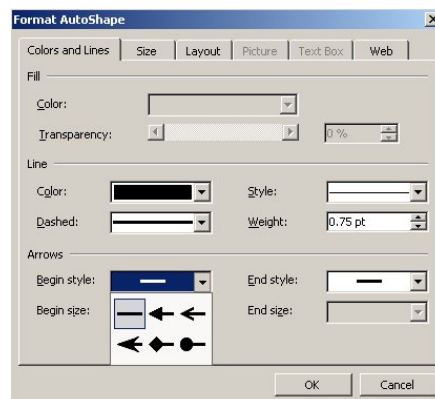 Format AutoShape
Colors and Lines Size Layout Picture Text Box Web
Fill
Color:
Transparency: 0 %
Line
Color: Style:
Dashed: Weight: 0.75 pt
Arrows
Begin style: End style:
Begin size: End size:
OK Cancel